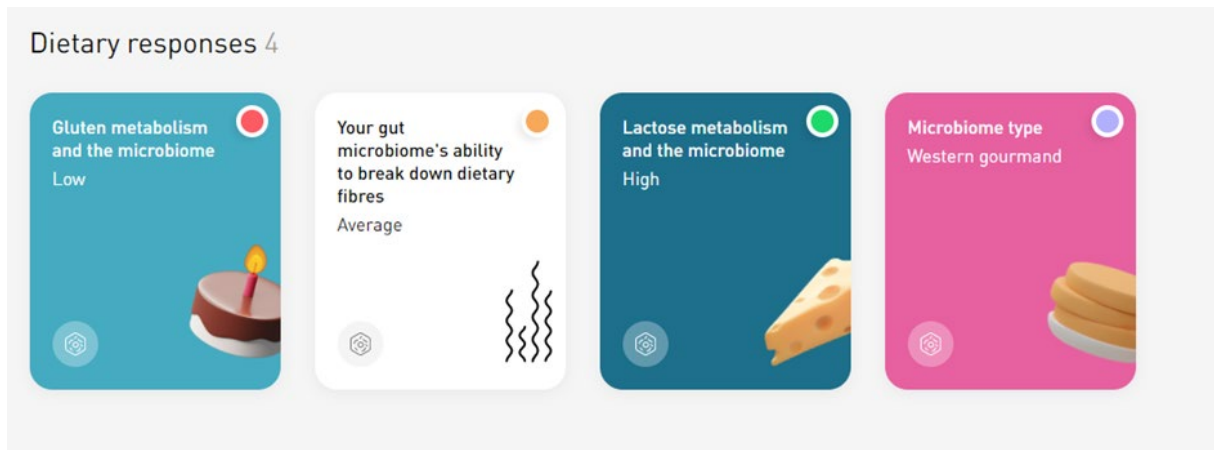 Dietary responses 4
Gluten metabolism
and the microbiome
Low
Your gut
microbiome's ability
to break down dietary
fibres
Average
Lactose metabolism
and the microbiome
High
Microbiome type
Western gourmand